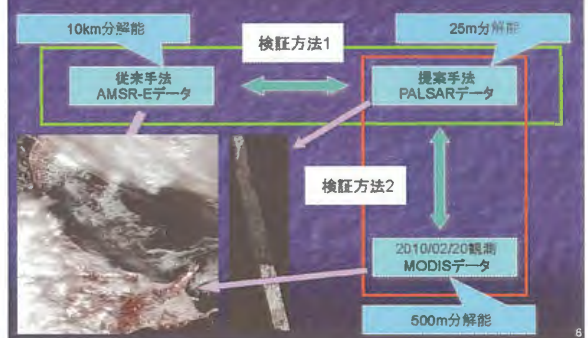 10km分解能
検証方法1
25m分解能
従来手法
AMSR-Eデータ
提案手法
PALSARデータ
検証方法2
2010/02/20観測
MODISデータ
500m分解能
6